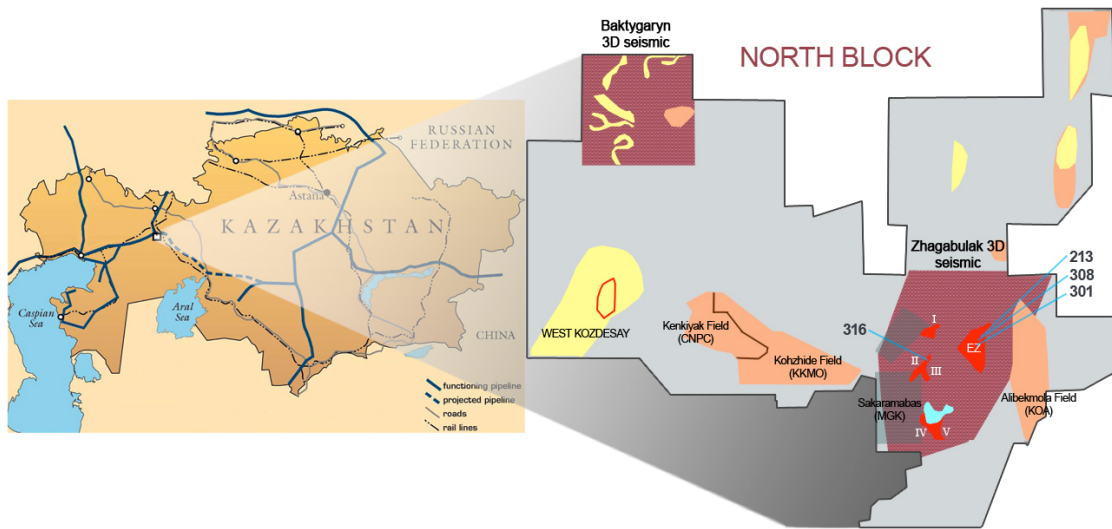 Baktygaryn
3D seismic
NORTH BLOCK
RUSSIAN
FEDERATION
Astana
KAZAKHSTAN
Caspian
Sea
Aral
Sea
CHINA
functioning pipeline
projected pipeline
roads
rail lines
WEST KOZDESAY
Kenkiyak Field
(CNPC)
Kohzhide Field
(KKMO)
Zhagabulak 3D
seismic
213
308
301
316
I
EZ
II
III
Sakaramabas
(MGK)
Alibekmola Field
(KOA)
IV
V